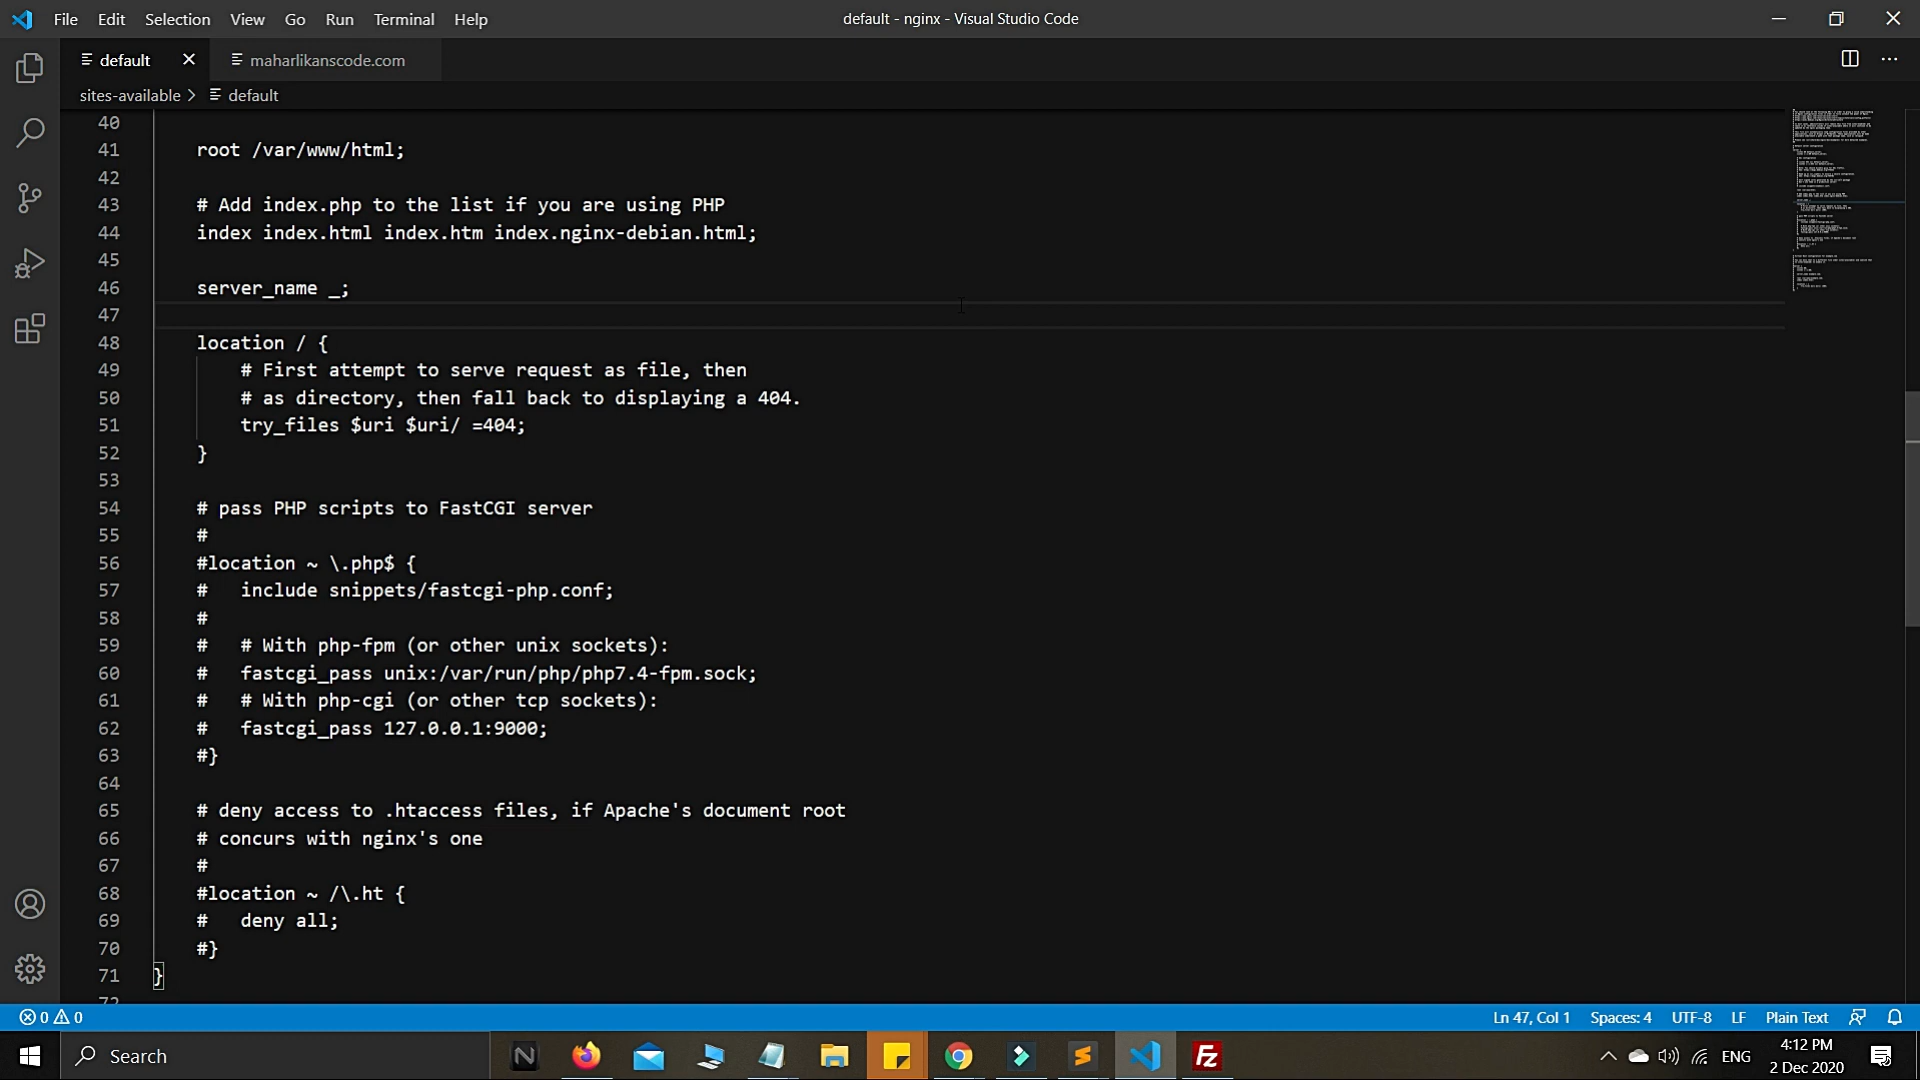 File Edit Selection View Go Run Terminal Help
default - nginx - Visual Studio Code
default
maharlikanscode.com
sites-available > default
40
41 root /var/www/html;
42
43 # Add index.php to the list if you are using PHP
44 index index.html index.htm index.nginx-debian.html;
45
46 server_name _;
47
48 location / {
49 # First attempt to serve request as file, then
50 # as directory, then fall back to displaying a 404.
51 try_files $uri $uri/ =404;
52 }
53
54 # pass PHP scripts to FastCGI server
55 #
56 #location ~ \.php$ {
57 # include snippets/fastcgi-php.conf;
58 #
59 # # With php-fpm (or other unix sockets):
60 # fastcgi_pass unix:/var/run/php/php7.4-fpm.sock;
61 # # With php-cgi (or other tcp sockets):
62 # fastcgi_pass 127.0.0.1:9000;
63 #}
64
65 # deny access to .htaccess files, if Apache's document root
66 # concurs with nginx's one
67 #
68 #location ~ /\.ht {
69 # deny all;
70 #}
71 }
72
0 0
Ln 47, Col 1 Spaces: 4 UTF-8 LF Plain Text
Search
N
Fz
ENG
4:12 PM
2 Dec 2020